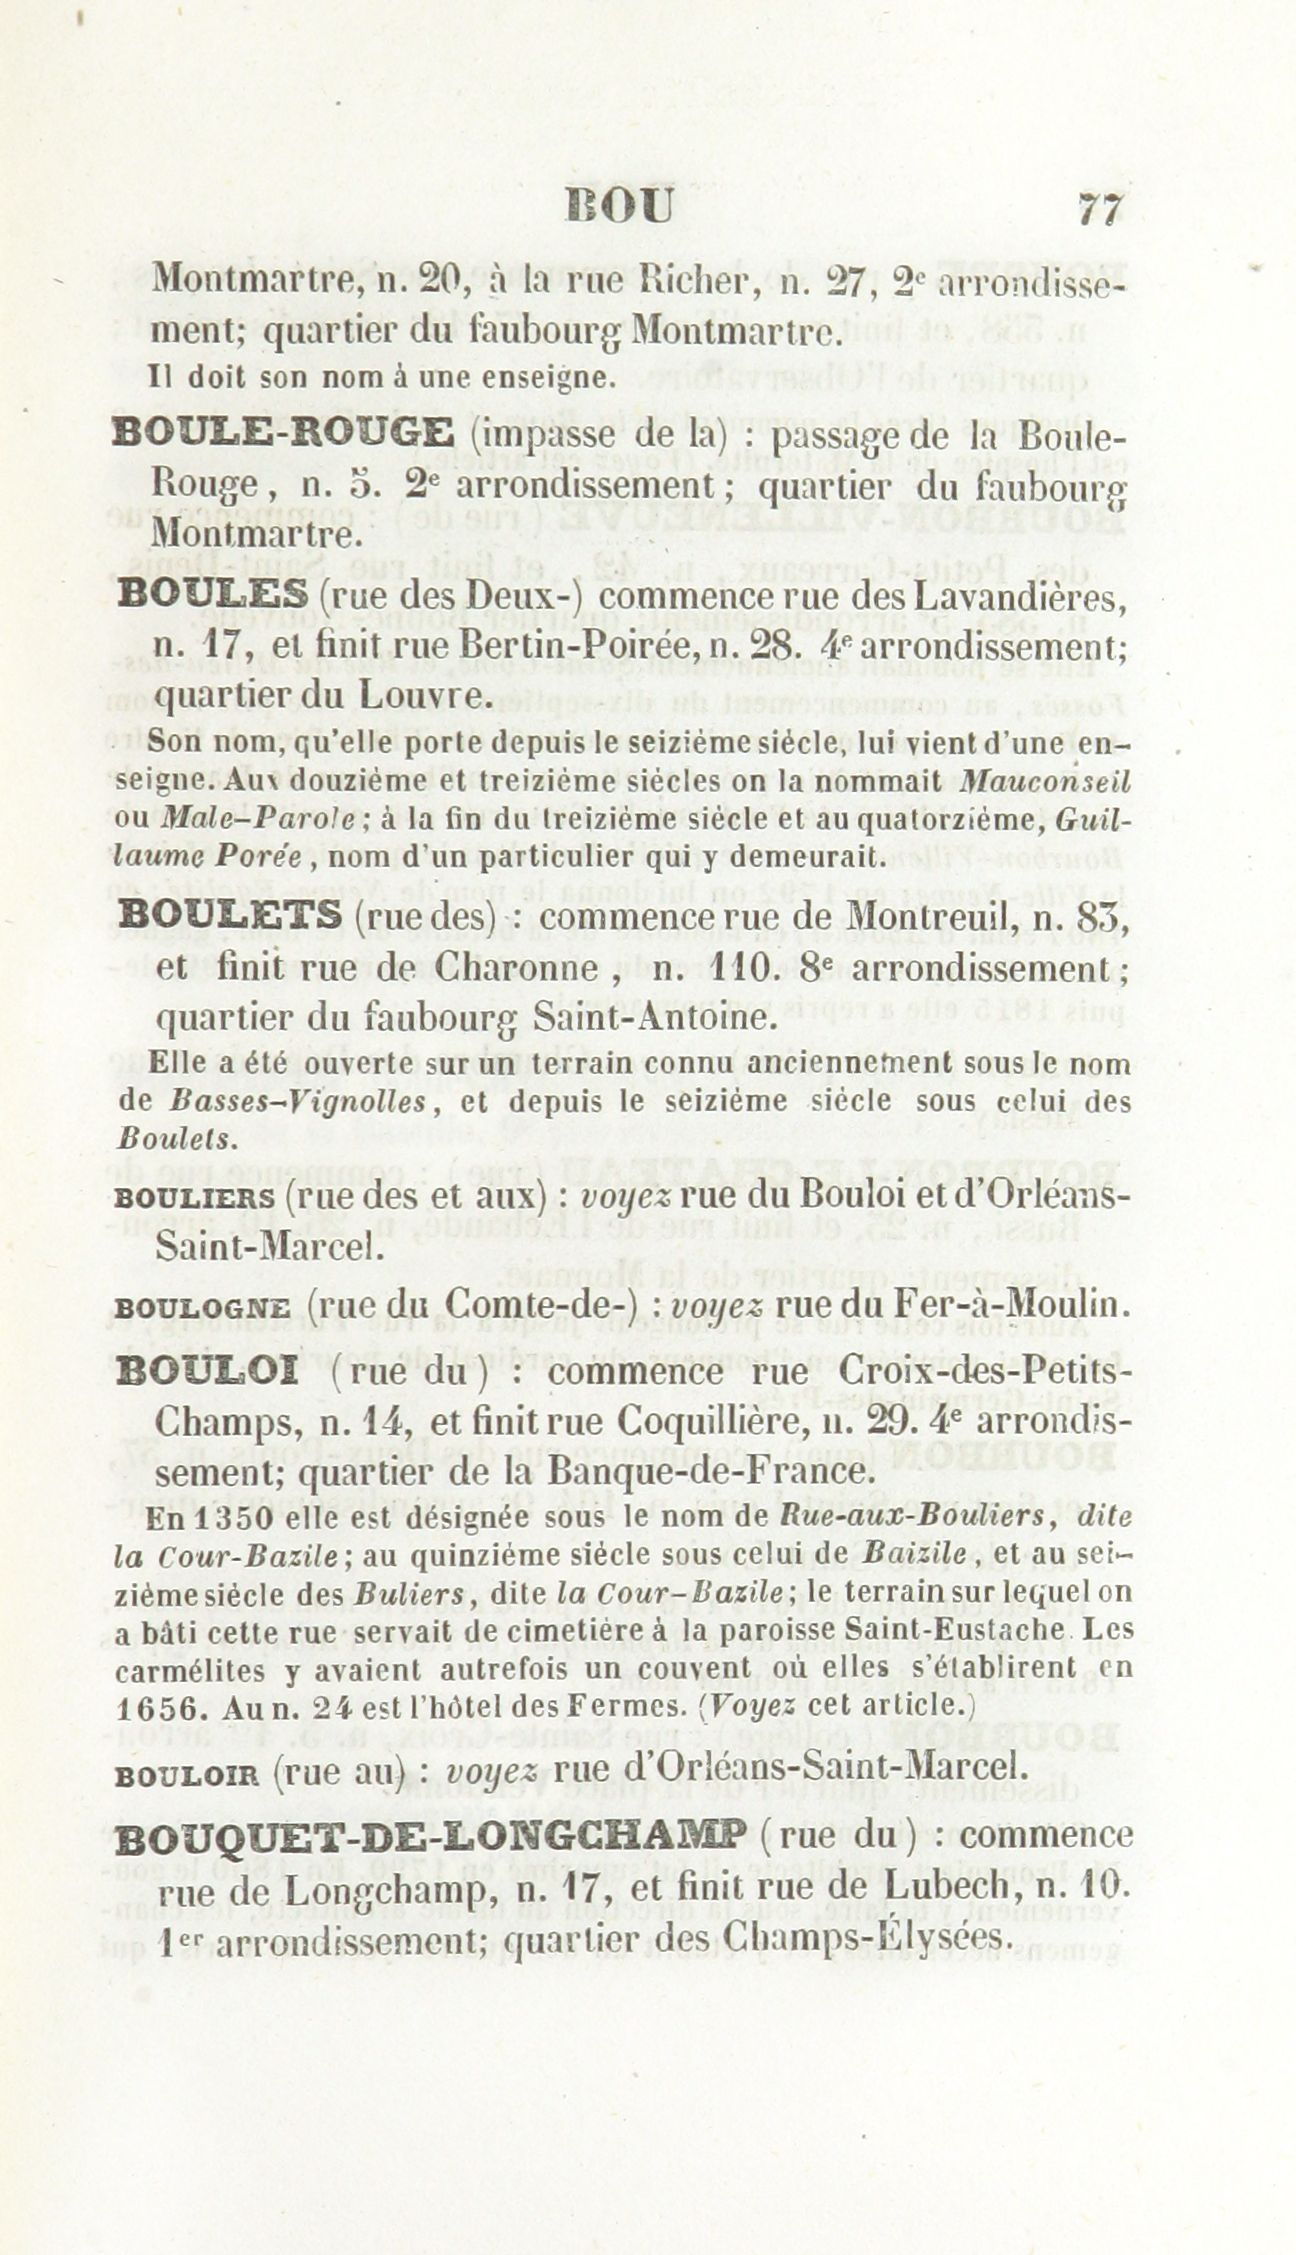 BOU 77
Montmartre, n. 20, à la rue Richer, n. 27, 2e arrondisse-
ment; quartier du faubourg Montmartre.
Il doit son nom à une enseigne.
BOULE-ROUGE (impasse de la) : passage de la Boule-
Rouge, n. 5. 2e arrondissement; quartier du faubourg
Montmartre.
BOULES (rue des Deux-) commence rue des Lavandières,
n. 17, et finit rue Bertin-Poirée, n. 28. 4e arrondissement;
quartier du Louvre.
Son nom, qu'elle porte depuis le seizième siècle, lui vient d'une en-
seigne. Aux douzième et treizième siècles on la nommait Mauconseil
ou Male-Parole; à la fin du treizième siècle et au quatorzième, Guil-
laume Porée, nom d'un particulier qui y demeurait.
BOULETS (rue des) : commence rue de Montreuil, n. 83,
et finit rue de Charonne, n. 110. 8e arrondissement;
quartier du faubourg Saint-Antoine.
Elle a été ouverte sur un terrain connu anciennement sous le nom
de Basses-Vignolles, et depuis le seizième siècle sous celui des
Boulets.
BOULIERS (rue des et aux) : voyez rue du Bouloi et d'Orléans-
Saint-Marcel.
BOULOGNE (rue du Comte-de-) : voyez rue du Fer-à-Moulin.
BOULOI (rue du) : commence rue Croix-des-Petits-
Champs, n. 14, et finit rue Coquillière, n. 29. 4e arrondis-
sement; quartier de la Banque-de-France.
En 1350 elle est désignée sous le nom de Rue-aux-Bouliers, dite
la Cour-Bazile; au quinzième siècle sous celui de Baizile, et au sei-
zième siècle des Buliers, dite la Cour-Bazile; le terrain sur lequel on
a bâti cette rue servait de cimetière à la paroisse Saint-Eustache. Les
carmélites y avaient autrefois un couvent où elles s'établirent en
1656. Au n. 24 est l'hôtel des Fermes. (Voyez cet article.)
BOULOIR (rue au) : voyez rue d'Orléans-Saint-Marcel.
BOUQUET-DE-LONGCHAMP (rue du) : commence
rue de Longchamp, n. 17, et finit rue de Lubech, n. 10.
1er arrondissement; quartier des Champs-Élysées.